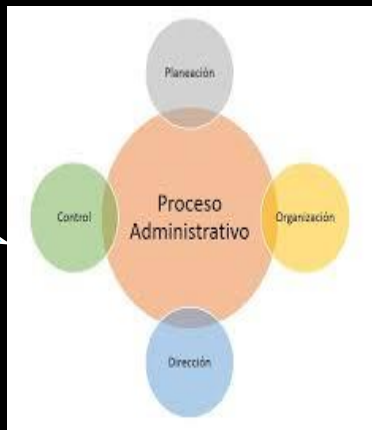 Planeación
Control
Proceso
Administrativo
Organización
Dirección